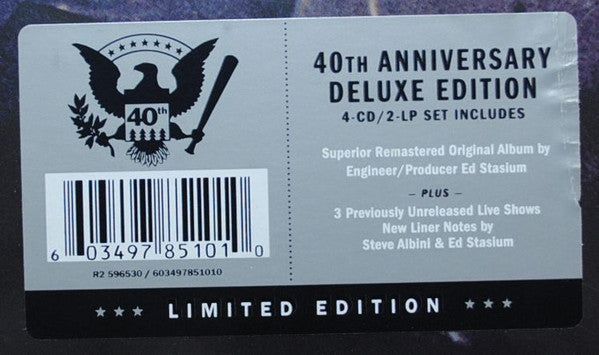 40th
6 03497 85101 0
R2 596530 / 603497851010
40TH ANNIVERSARY
DELUXE EDITION
4-CD/2-LP SET INCLUDES
Superior Remastered Original Album by
Engineer/Producer Ed Stasium
– PLUS –
3 Previously Unreleased Live Shows
New Liner Notes by
Steve Albini & Ed Stasium
★★★ LIMITED EDITION ★★★